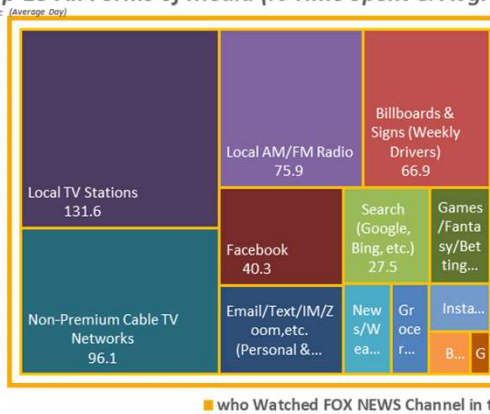 (Average Day)
Local TV Stations
131.6
Local AM/FM Radio
75.9
Billboards &
Signs (Weekly
Drivers)
66.9
Non-Premium Cable TV
Networks
96.1
Facebook
40.3
Search
(Google,
Bing, etc.)
27.5
Games
/Fanta
sy/Bet
ting...
Email/Text/IM/Z
oom,etc.
(Personal &...
New
s/W
ea...
Gr
oce
r...
Insta...
B...
G
who Watched FOX NEWS Channel in t